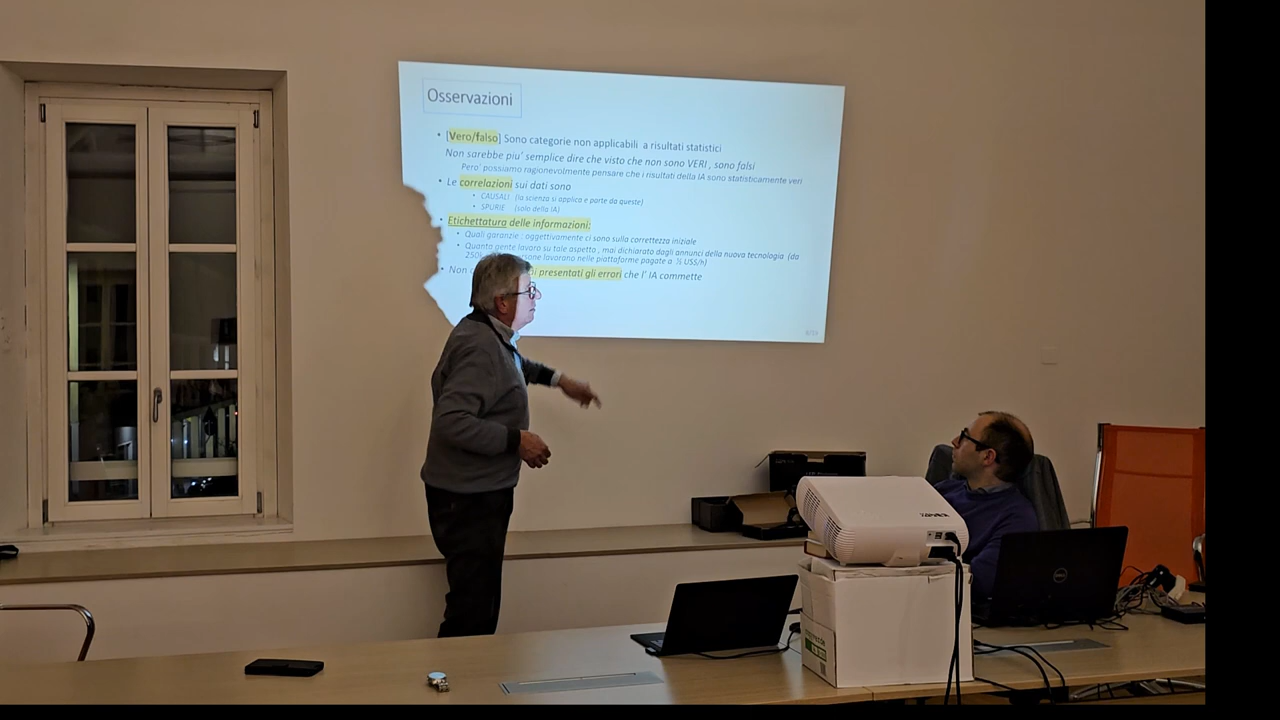 Osservazioni
• [Vero/falso] Sono categorie non applicabili a risultati statistici
Non sarebbe piu' semplice dire che visto che non sono VERI , sono falsi
Pero' possiamo ragionevolmente pensare che i risultati della IA sono statisticamente veri
• Le correlazioni sui dati sono
• CAUSALI (la scienza si applica e parte da queste)
• SPURIE (solo della IA)
• Etichettatura delle informazioni:
• Quali garanzie : oggettivamente ci sono sulla correttezza iniziale
• Quanta gente lavora su tale aspetto , mai dichiarato dagli annunci della nuova tecnologia (da
lavorano nelle piattaforme pagate a ½ US$/h)
• Non presentati gli errori che l' IA commette
DELL